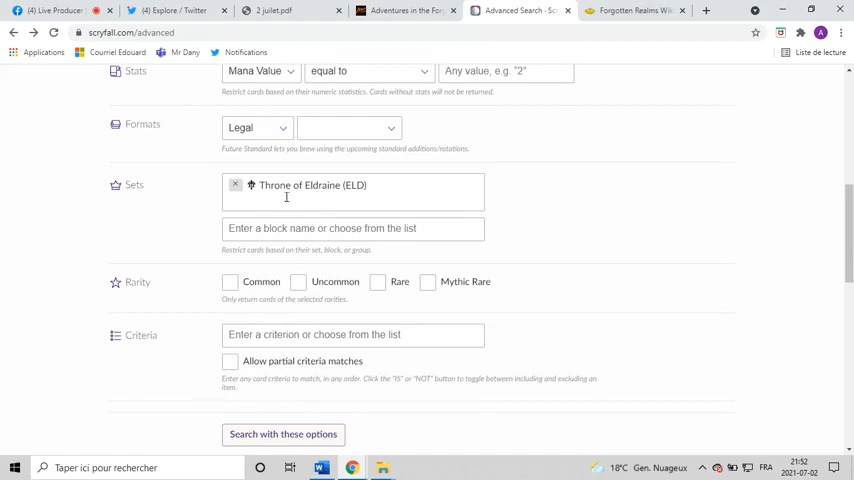 (4) Live Producer
(4) Explore / Twitter
2 juilet.pdf
Adventures in the For
Advanced Search - Sc
Forgotten Realms Wik
scryfall.com/advanced
Applications
Courriel Edouard
Mr Dany
Twitter
Notifications
Liste de lecture
Stats
Mana Value
equal to
Any value, e.g. "2"
Restrict cards based on their numeric statistics. Cards without stats will not be returned.
Formats
Legal
Future Standard lets you brew using the upcoming standard additions/rotations.
Sets
× Throne of Eldraine (ELD)
Enter a block name or choose from the list
Restrict cards based on their set, block, or group.
Rarity
Common
Uncommon
Rare
Mythic Rare
Only return cards of the selected rarities.
Criteria
Enter a criterion or choose from the list
Allow partial criteria matches
Enter any card criteria to match, in any order. Click the "IS" or "NOT" button to toggle between including and excluding an
item.
Search with these options
Taper ici pour rechercher
18°C Gen. Nuageux
FRA
21:52
2021-07-02